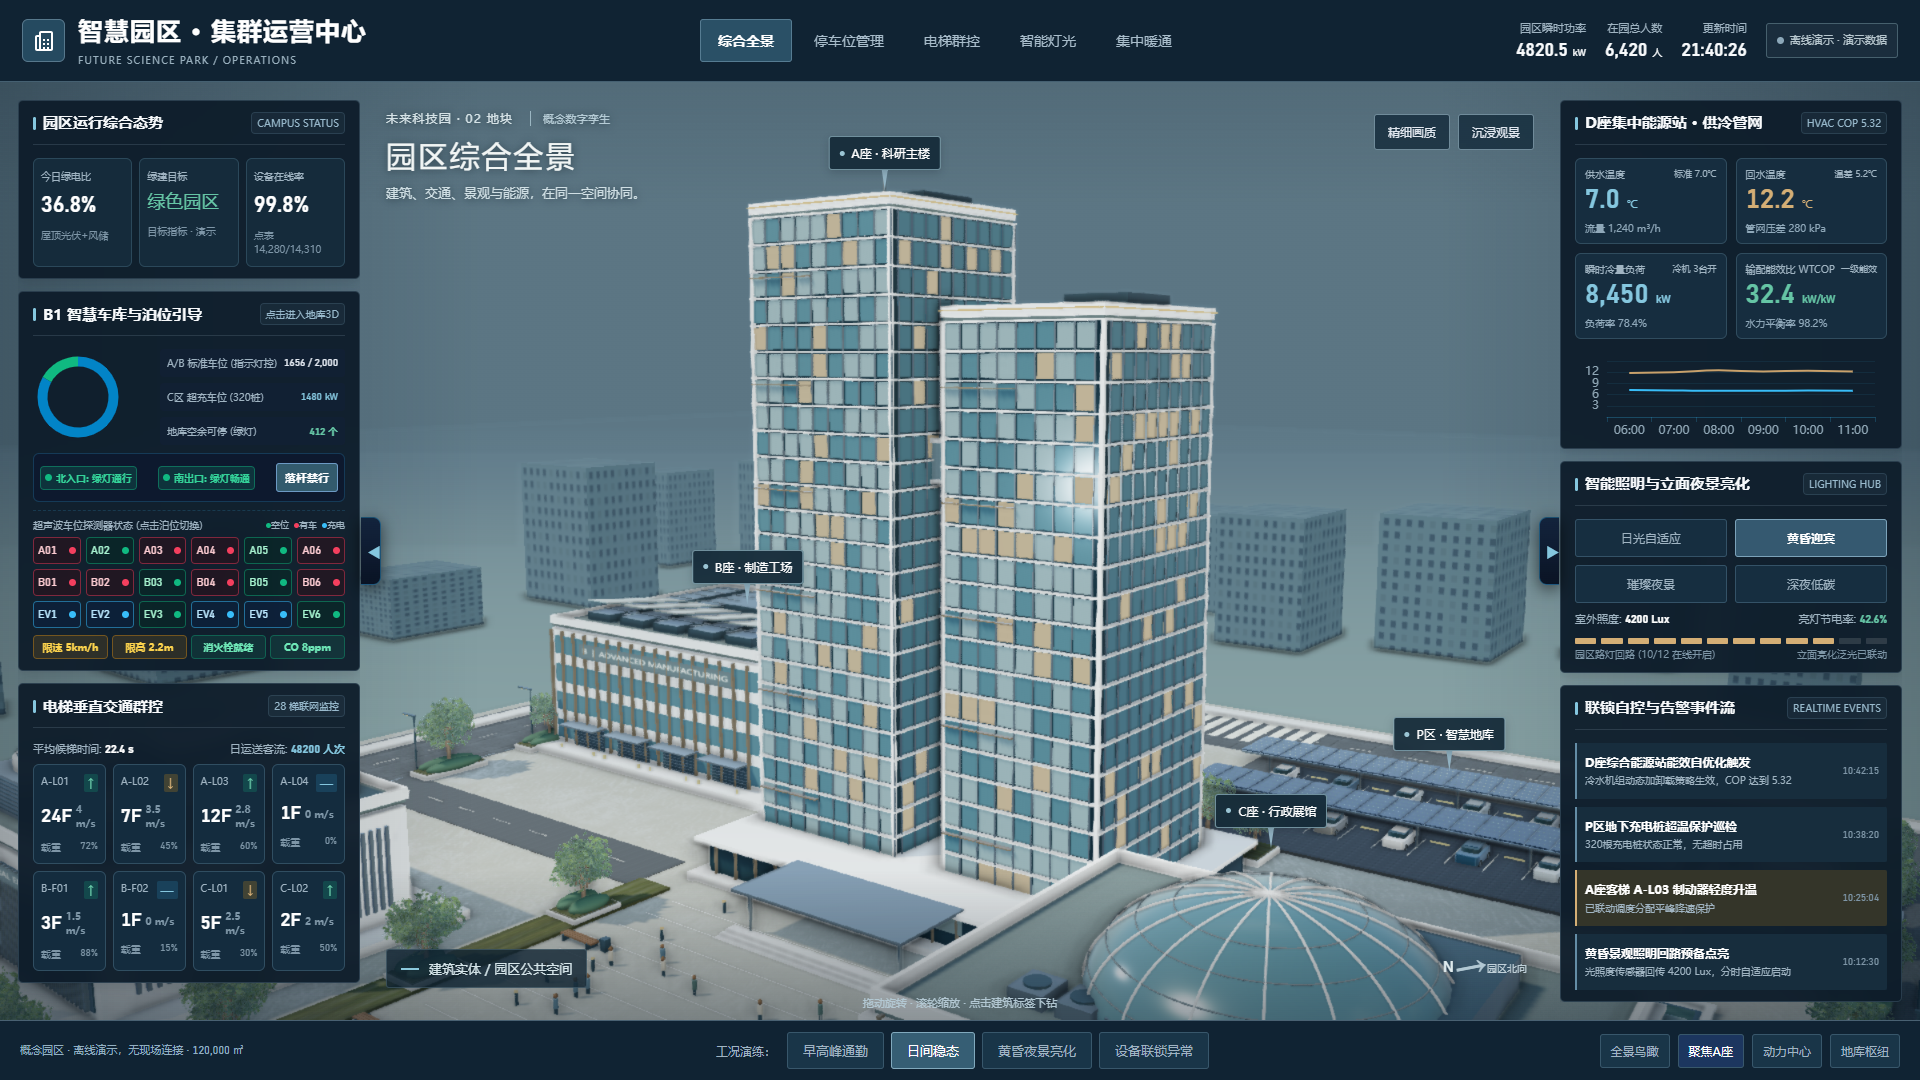 智慧园区 • 集群运营中心
FUTURE SCIENCE PARK / OPERATIONS
综合全景
停车位管理
电梯群控
智能灯光
集中暖通
园区瞬时功率
4820.5 kW
在园总人数
6,420 人
更新时间
21:40:26
离线演示 · 演示数据
园区运行综合态势
CAMPUS STATUS
今日绿电比
36.8%
屋顶光伏+风储
绿建目标
绿色园区
目标指标 · 演示
设备在线率
99.8%
点表
14,280/14,310
B1 智慧车库与泊位引导
点击进入地库3D
A/B 标准车位 (指示灯控) 1656 / 2,000
C区 超充车位 (320桩) 1480 kW
地库空余可停 (绿灯) 412 个
北入口: 绿灯通行
南出口: 绿灯畅通
落杆禁行
超声波车位探测器状态 (点击泊位切换)
空位 有车 充电
A01 A02 A03 A04 A05 A06
B01 B02 B03 B04 B05 B06
EV1 EV2 EV3 EV4 EV5 EV6
限速 5km/h
限高 2.2m
消火栓就绪
CO 8ppm
电梯垂直交通群控
28 梯联网监控
平均候梯时间: 22.4 s
日运送客流: 48200 人次
A-L01 ↑
24F 4 m/s
载重 72%
A-L02 ↓
7F 3.5 m/s
载重 45%
A-L03 ↑
12F 2.8 m/s
载重 60%
A-L04 —
1F 0 m/s
载重 0%
B-F01 ↑
3F 1.5 m/s
载重 88%
B-F02 —
1F 0 m/s
载重 15%
C-L01 ↓
5F 2.5 m/s
载重 30%
C-L02 ↑
2F 2 m/s
载重 50%
未来科技园 · 02 地块
概念数字孪生
园区综合全景
建筑、交通、景观与能源，在同一空间协同。
精细画质
沉浸观景
A座 · 科研主楼
B座 · 制造工场
ADVANCED MANUFACTURING
P区 · 智慧地库
C座 · 行政展馆
建筑实体 / 园区公共空间
N 园区北向
拖动旋转 · 滚轮缩放 · 点击建筑标签下钻
D座集中能源站 • 供冷管网
HVAC COP 5.32
供水温度 标准 7.0℃
7.0 ℃
流量 1,240 m³/h
回水温度 温差 5.2℃
12.2 ℃
管网压差 280 kPa
瞬时冷量负荷 冷机 3台开
8,450 kW
负荷率 78.4%
输配能效比 WTCOP 一级能效
32.4 kW/kW
水力平衡率 98.2%
12
9
6
3
06:00 07:00 08:00 09:00 10:00 11:00
智能照明与立面夜景亮化
LIGHTING HUB
日光自适应
黄昏迎宾
璀璨夜景
深夜低碳
室外照度: 4200 Lux
亮灯节电率: 42.6%
园区路灯回路 (10/12 在线开启)
立面亮化泛光已联动
联锁自控与告警事件流
REALTIME EVENTS
D座综合能源站能效自优化触发
冷水机组动态加卸载策略生效，COP 达到 5.32
10:42:15
P区地下充电桩超温保护巡检
320根充电桩状态正常，无超时占用
10:38:20
A座客梯 A-L03 制动器轻度升温
已联动调度分配平峰降速保护
10:25:04
黄昏景观照明回路预备点亮
光照度传感器回传 4200 Lux，分时自适应启动
10:12:30
概念园区 · 离线演示，无现场连接 · 120,000 ㎡
工况演练:
早高峰通勤
日间稳态
黄昏夜景亮化
设备联锁异常
全景鸟瞰
聚焦A座
动力中心
地库枢纽